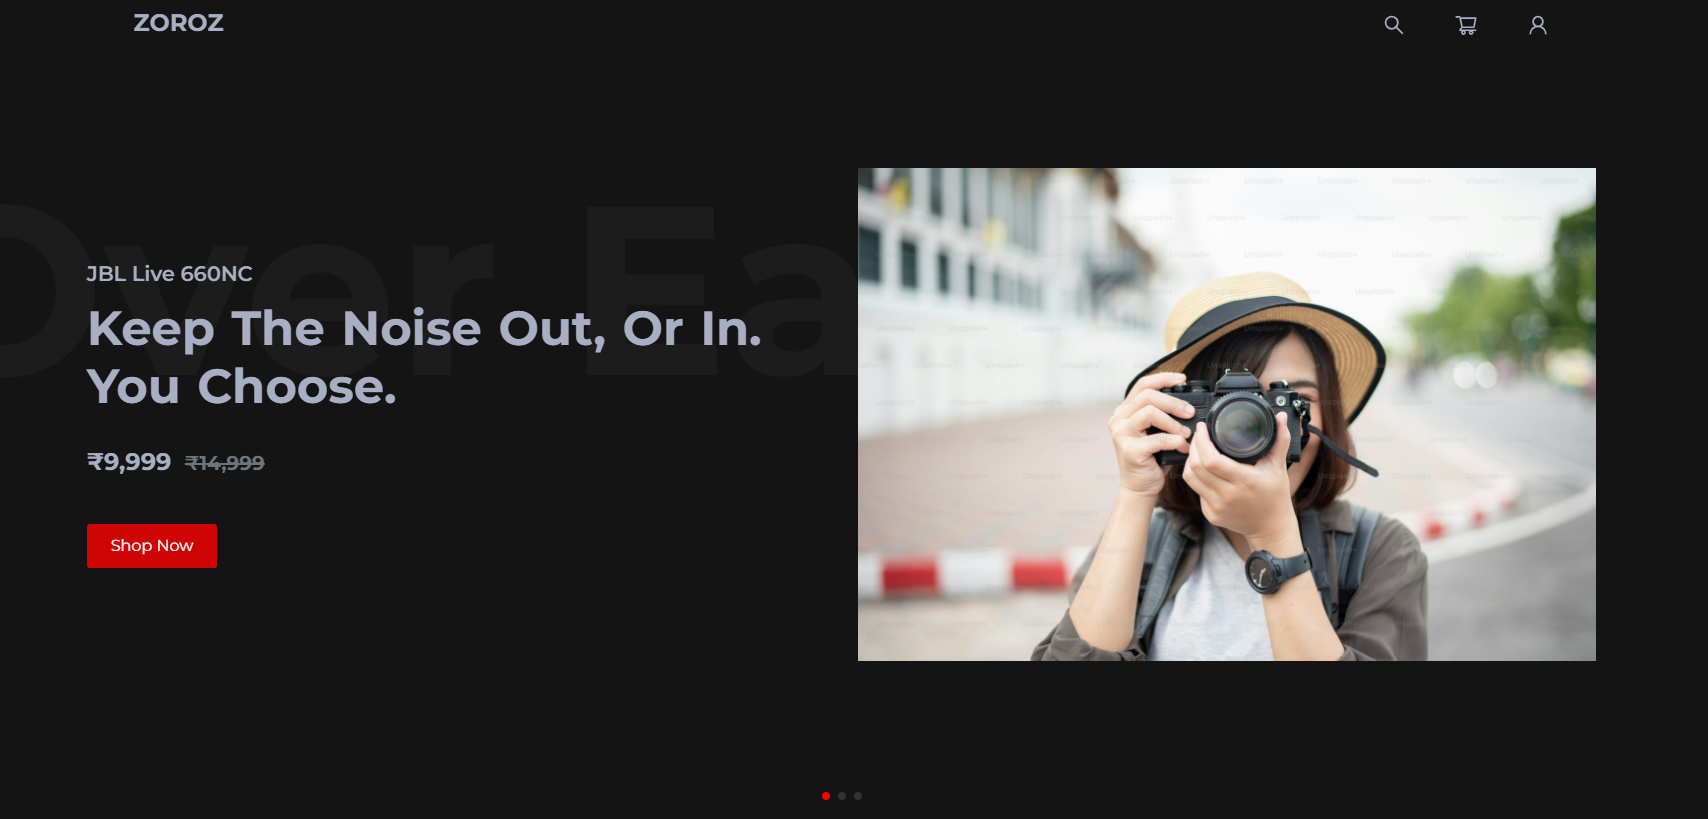 ZOROZ
Over Ea
JBL Live 660NC
Keep The Noise Out, Or In.
You Choose.
₹9,999 ₹14,999
Shop Now
Unsplash+